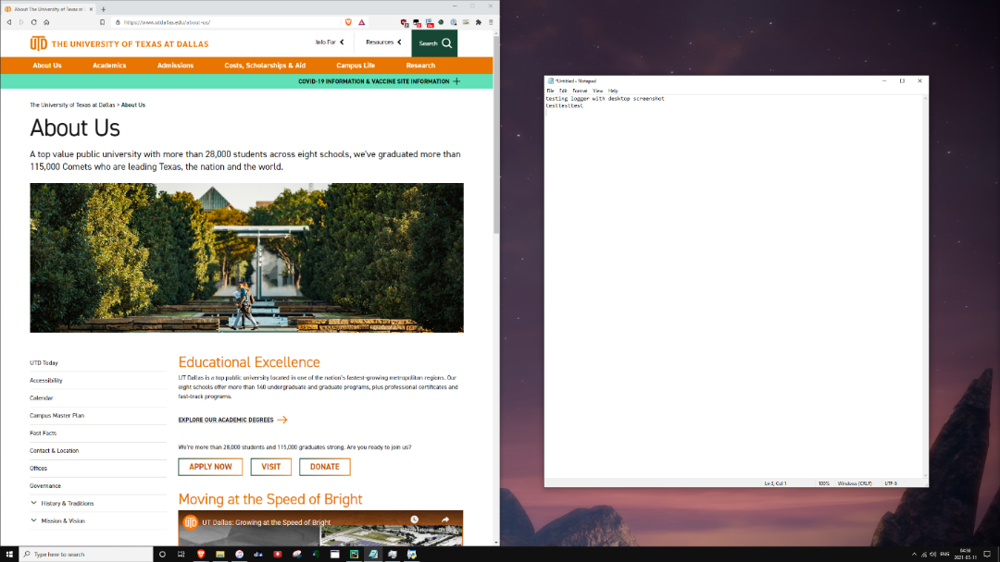 About The University of Texas at
https://www.utdallas.edu/about-us/
UTD THE UNIVERSITY OF TEXAS AT DALLAS
Info For
Resources
Search
About Us
Academics
Admissions
Costs, Scholarships & Aid
Campus Life
Research
COVID-19 INFORMATION & VACCINE SITE INFORMATION +
The University of Texas at Dallas > About Us
About Us
A top value public university with more than 28,000 students across eight schools, we've graduated more than
115,000 Comets who are leading Texas, the nation and the world.
UTD Today
Accessibility
Calendar
Campus Master Plan
Fast Facts
Contact & Location
Offices
Governance
History & Traditions
Mission & Vision
Educational Excellence
UT Dallas is a top public university located in one of the nation's fastest-growing metropolitan regions. Our
eight schools offer more than 140 undergraduate and graduate programs, plus professional certificates and
fast-track programs.
EXPLORE OUR ACADEMIC DEGREES
We're more than 28,000 students and 115,000 graduates strong. Are you ready to join us?
APPLY NOW
VISIT
DONATE
Moving at the Speed of Bright
UTD
UT Dallas: Growing at the Speed of Bright
*Untitled - Notepad
File Edit Format View Help
testing logger with desktop screenshot
testiesttest
Ln 3, Col 1
100%
Windows (CRLF)
UTF-8
Type here to search
ENG
04:36
2021-05-11